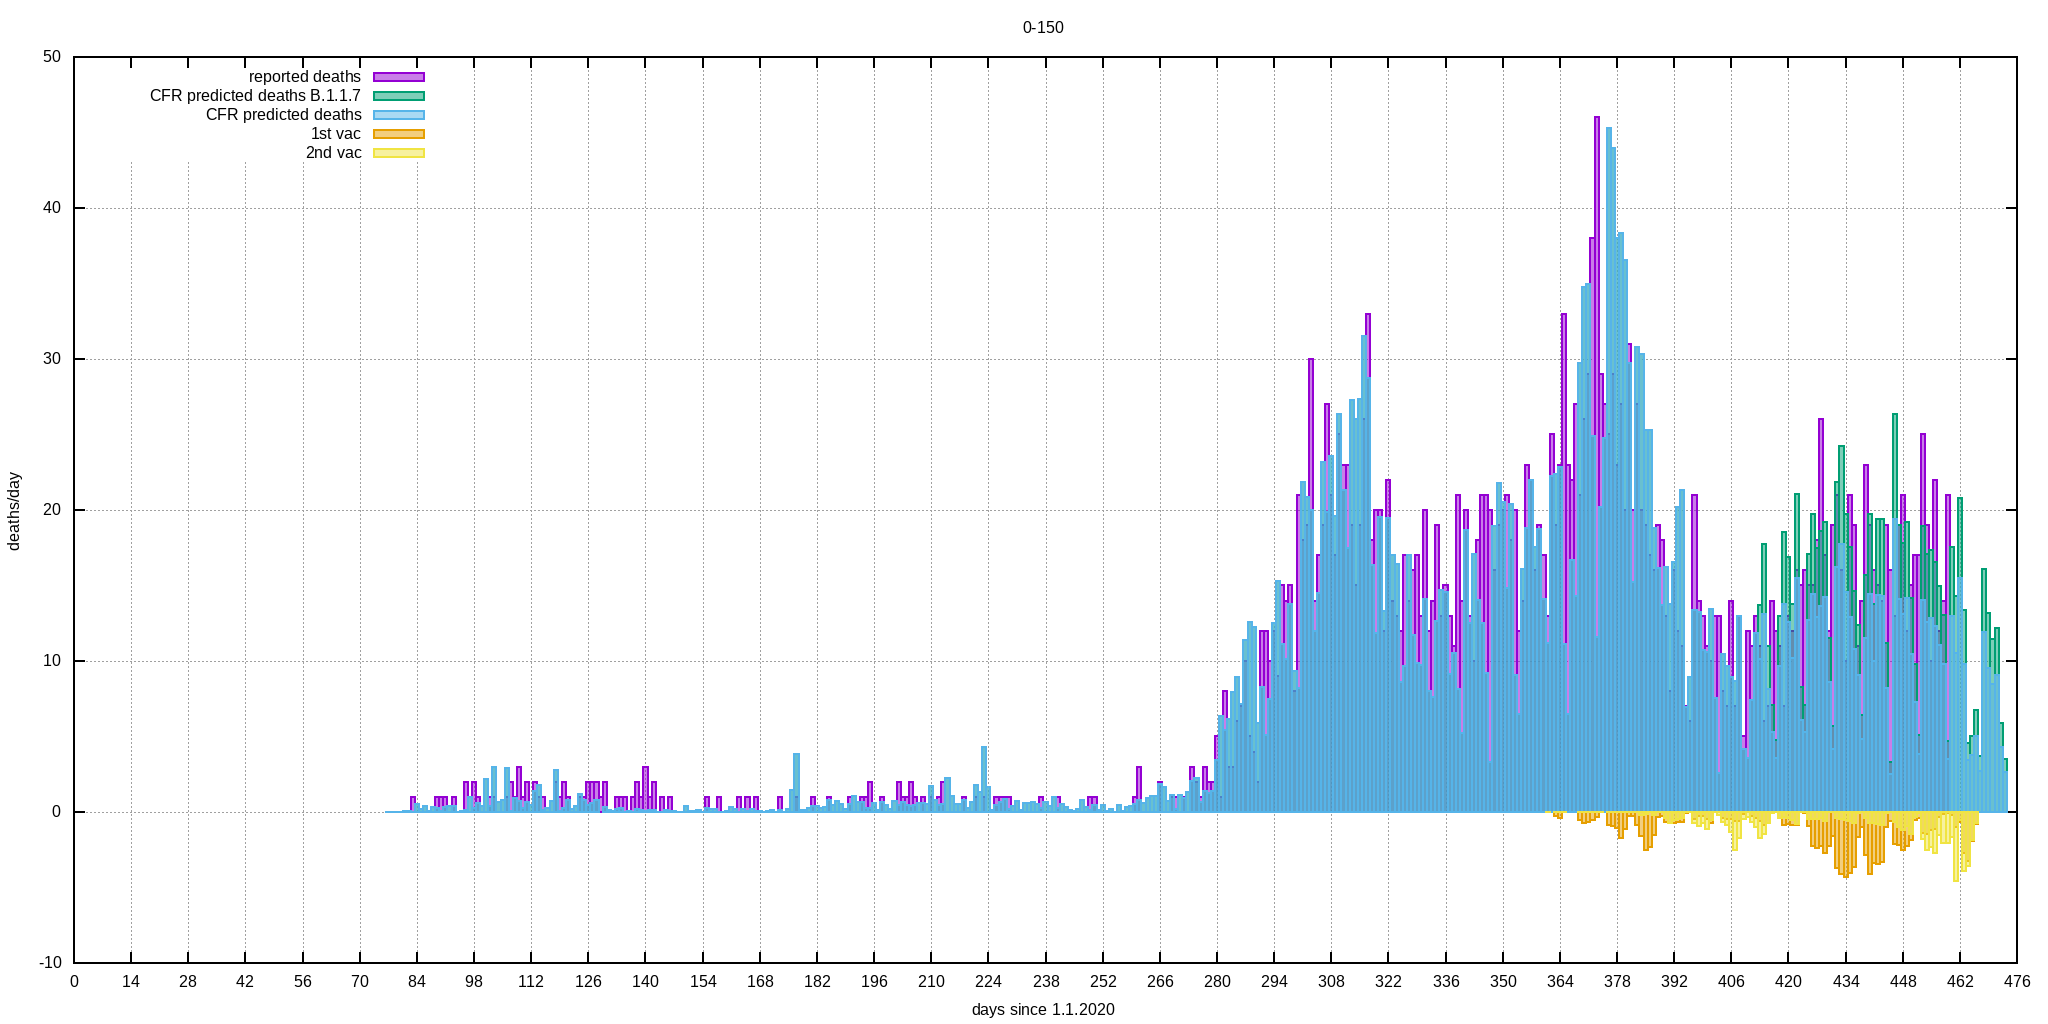 0-150
50
40
30
20
10
0
-10
deaths/day
reported deaths
CFR predicted deaths B.1.1.7
CFR predicted deaths
1st vac
2nd vac
0 14 28 42 56 70 84 98 112 126 140 154 168 182 196 210 224 238 252 266 280 294 308 322 336 350 364 378 392 406 420 434 448 462 476
days since 1.1.2020